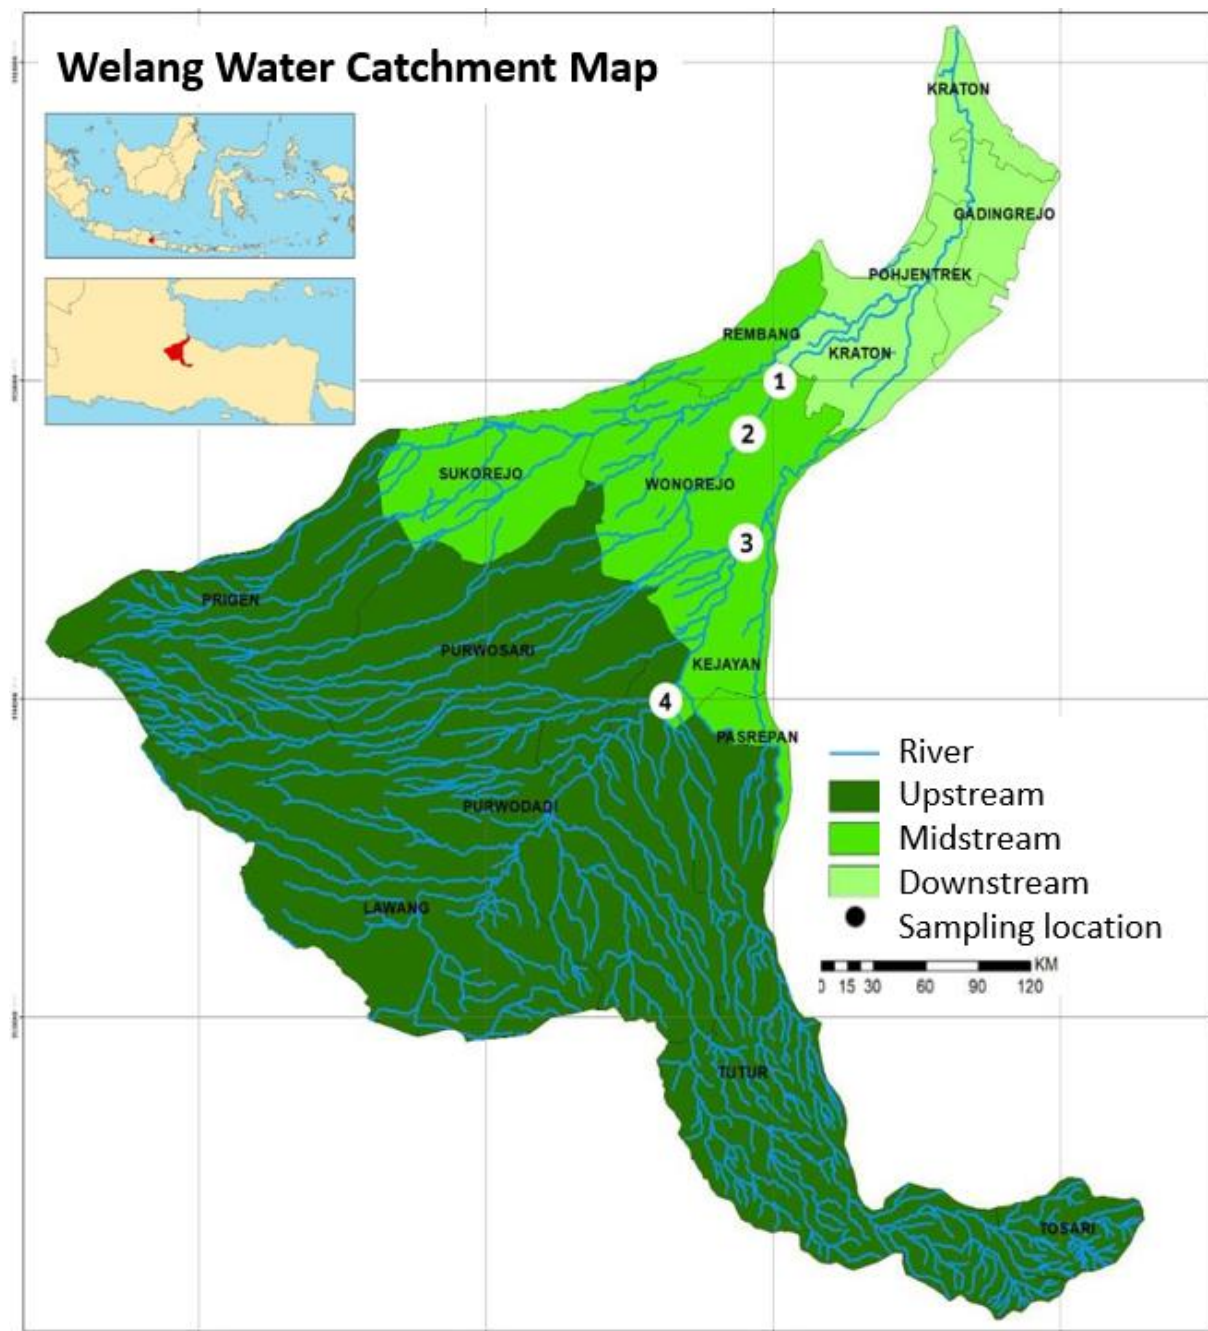 Welang Water Catchment Map
KRATON
GADINGREJO
POHJENTREK
REMBANG
KRATON
1
2
SUKOREJO
WONOREJO
3
PRIGEN
PURWOSARI
KEJAYAN
4
PASREPAN
PURWODADI
LAWANG
TUTUR
TOSARI
River
Upstream
Midstream
Downstream
Sampling location
KM
0 15 30 60 90 120